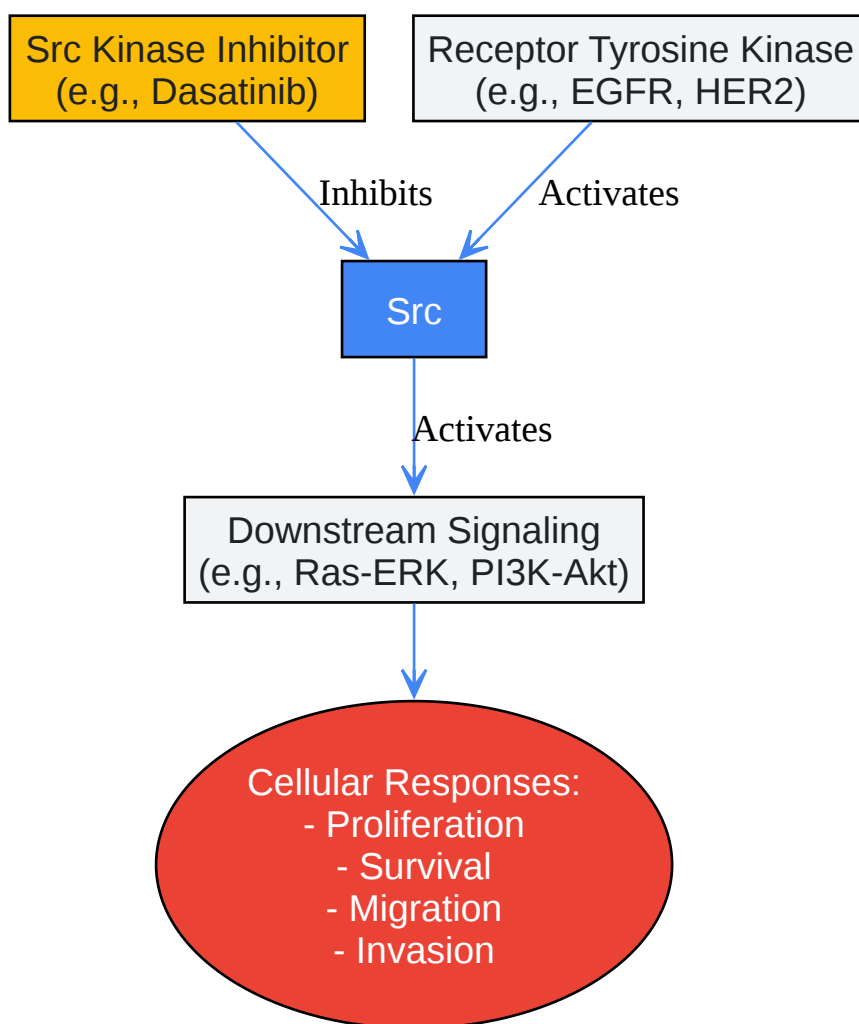 Src Kinase Inhibitor
(e.g., Dasatinib)
Receptor Tyrosine Kinase
(e.g., EGFR, HER2)
Inhibits
Activates
Src
Activates
Downstream Signaling
(e.g., Ras-ERK, PI3K-Akt)
Cellular Responses:
- Proliferation
- Survival
- Migration
- Invasion